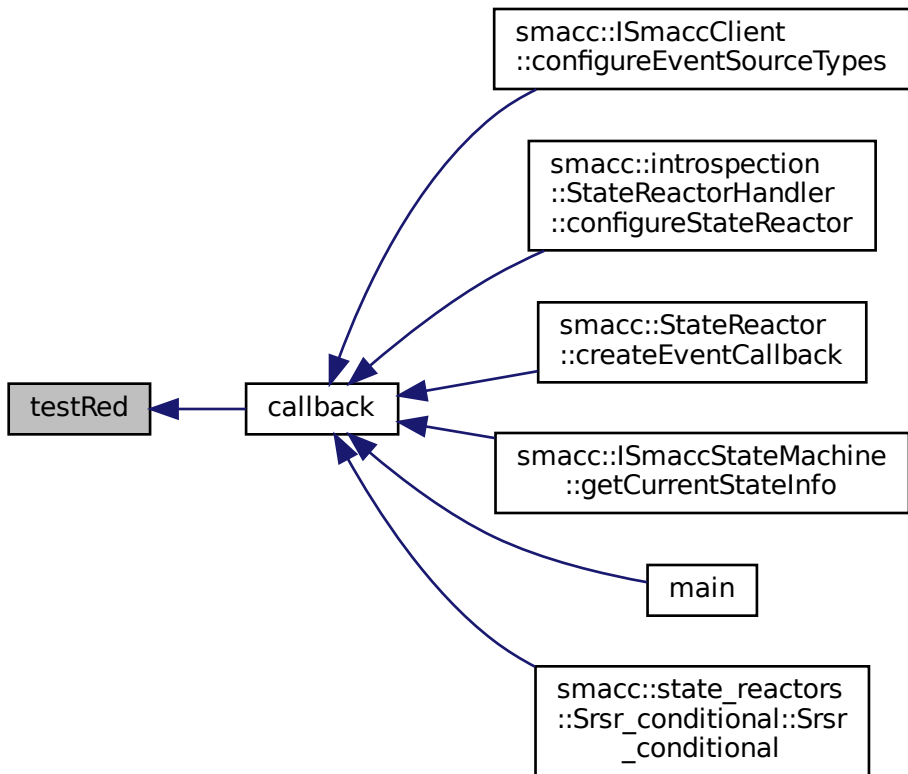 smacc::ISmaccClient
::configureEventSourceTypes
smacc::introspection
::StateReactorHandler
::configureStateReactor
smacc::StateReactor
::createEventCallback
testRed
callback
smacc::ISmaccStateMachine
::getCurrentStateInfo
main
smacc::state_reactors
::Srsr_conditional::Srsr
_conditional